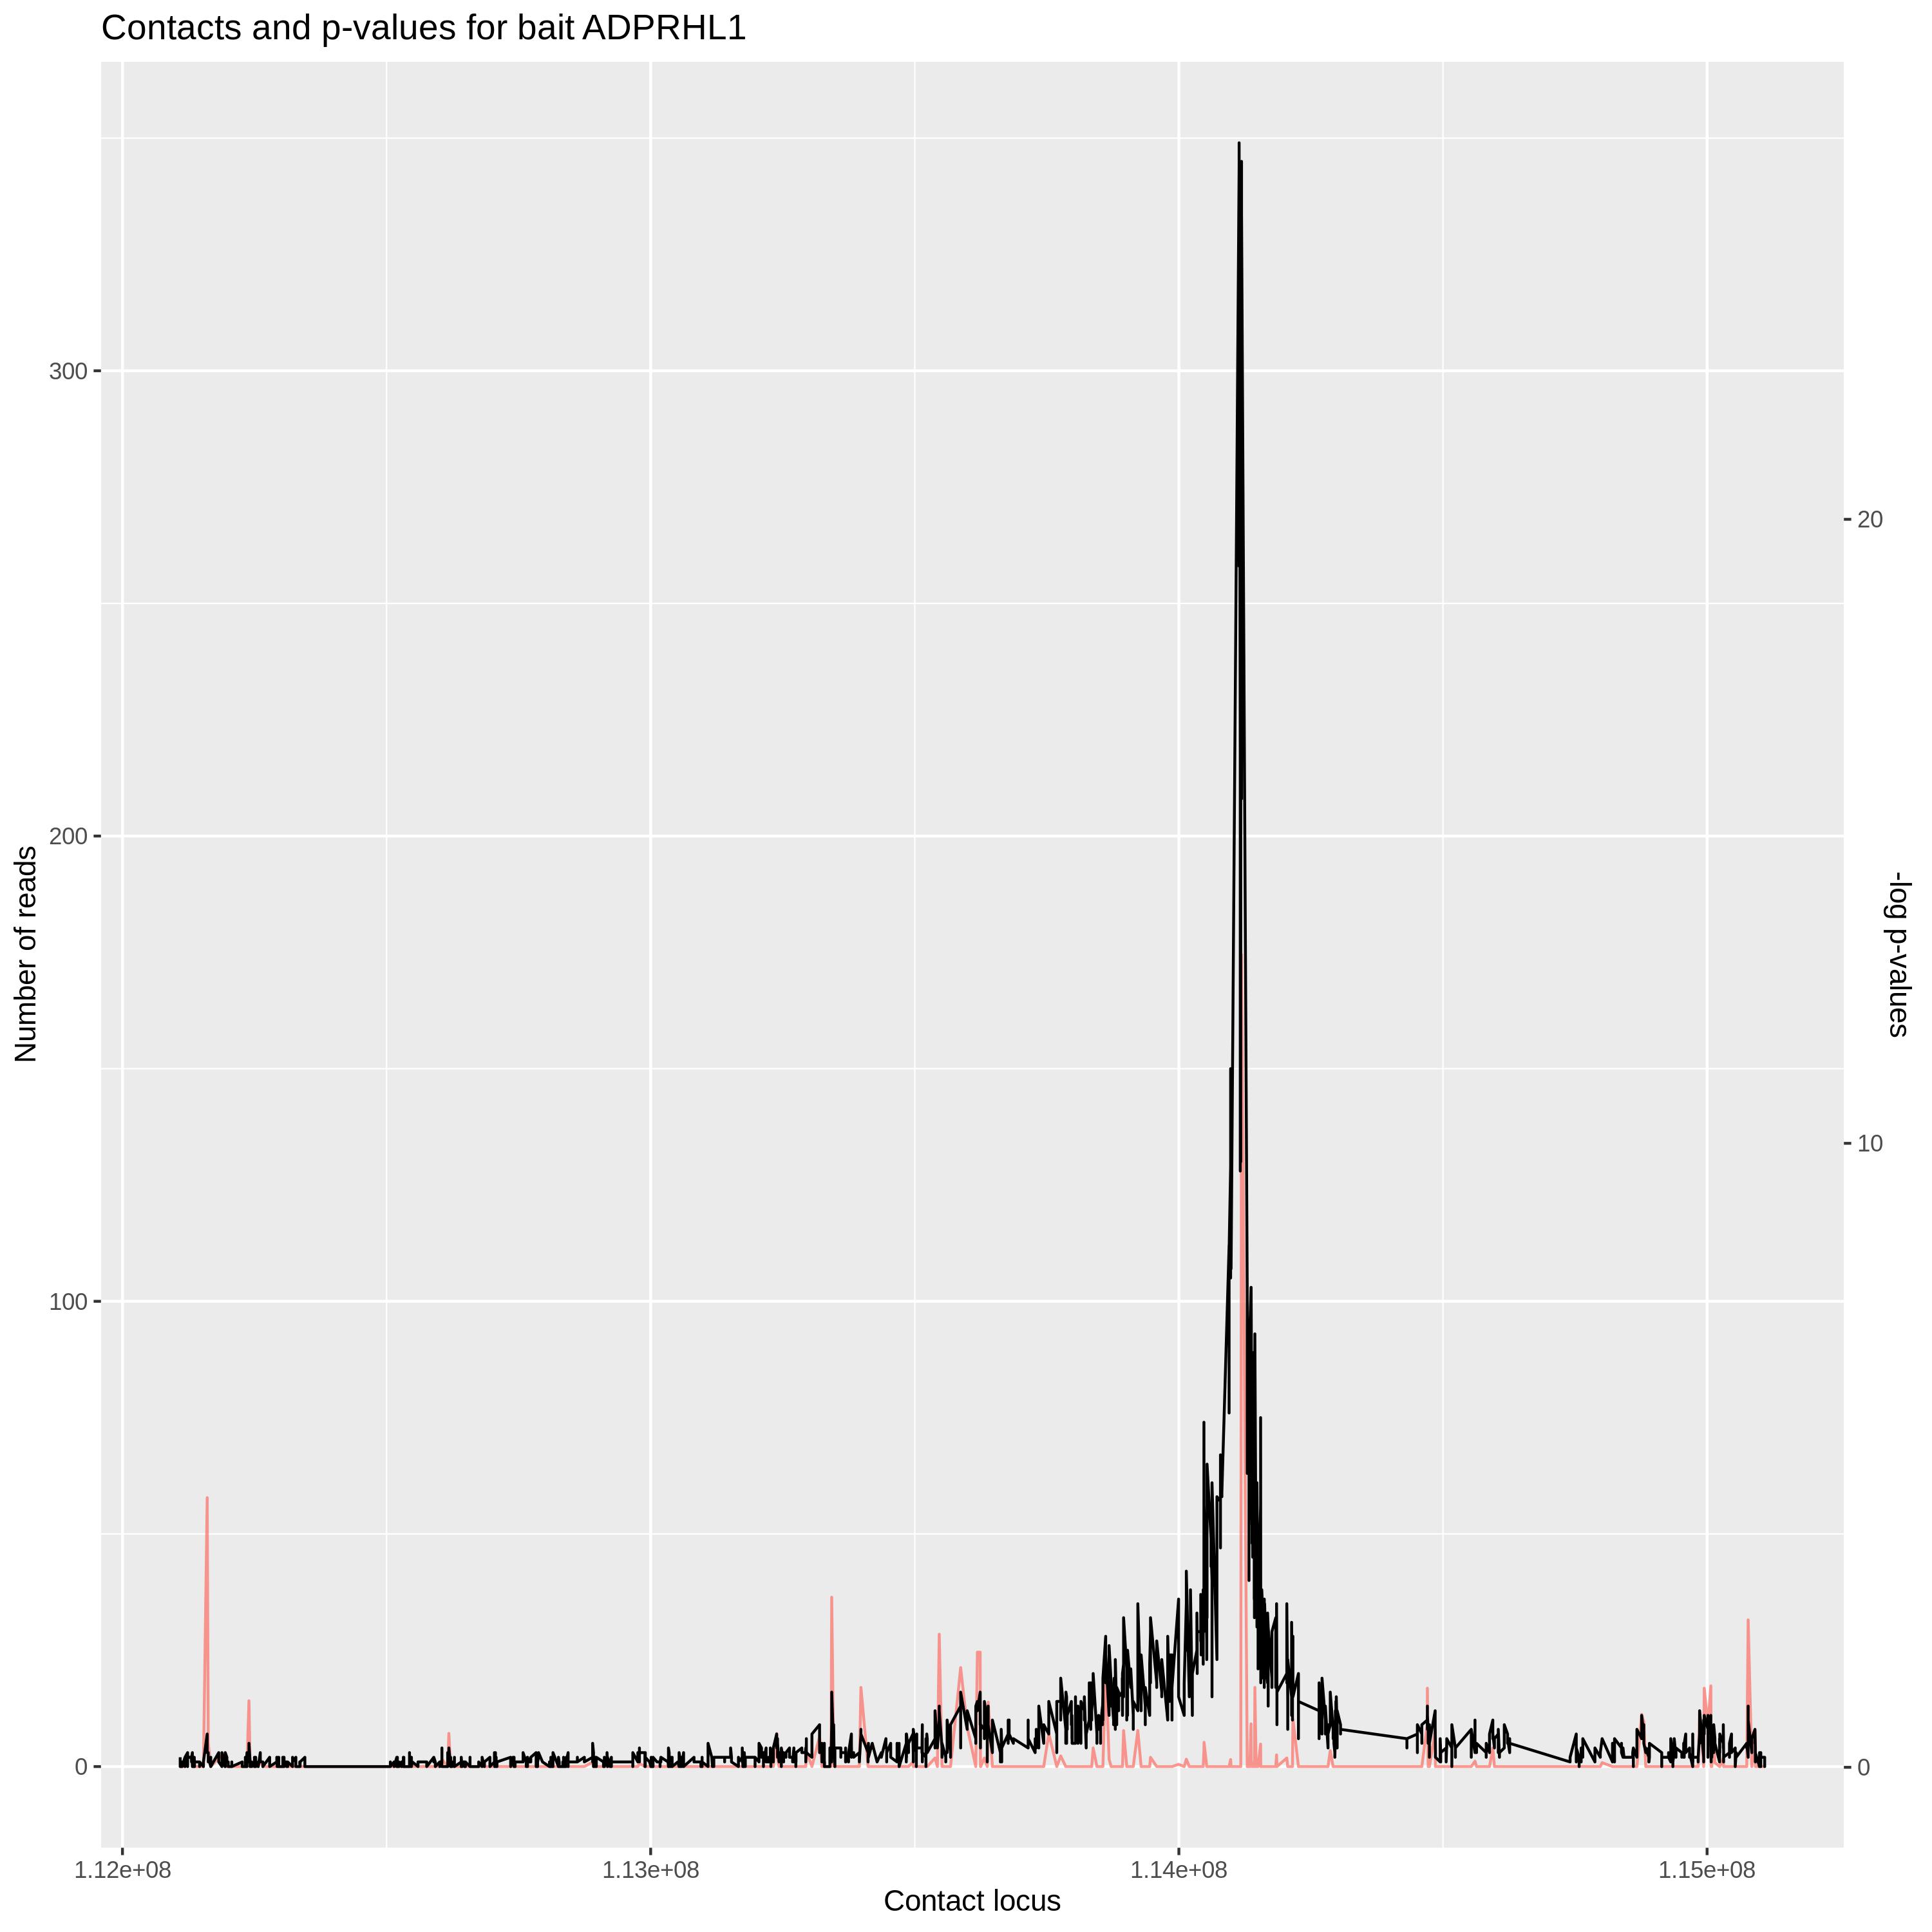 Contacts and p-values for bait ADPRHL1
300
200
100
0
20
10
0
Number of reads
-log p-values
1.12e+08
1.13e+08
1.14e+08
1.15e+08
Contact locus